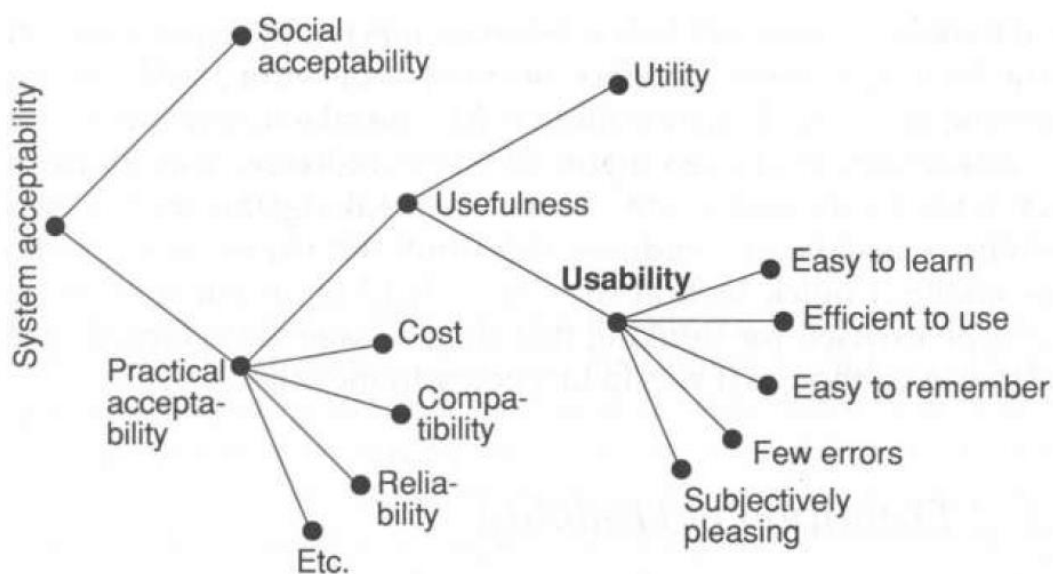 System acceptability
Social
acceptability
Practical
accepta-
bility
Usefulness
Cost
Compa-
tibility
Relia-
bility
Etc.
Utility
Usability
Easy to learn
Efficient to use
Easy to remember
Few errors
Subjectively
pleasing